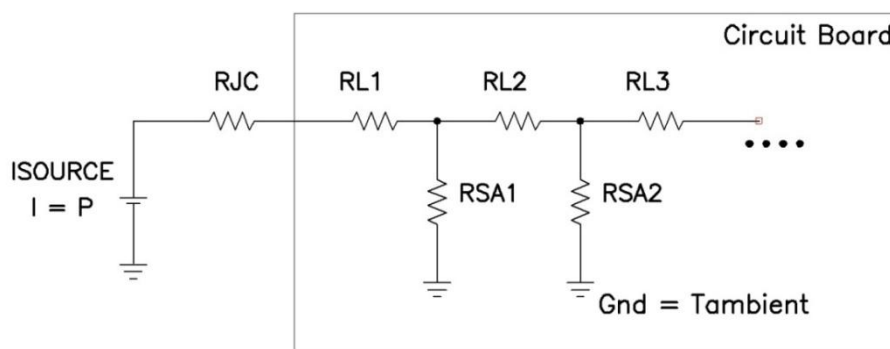 Circuit Board
RJC
RL1
RL2
RL3
ISOURCE
I = P
RSA1
RSA2
Gnd = Tambient